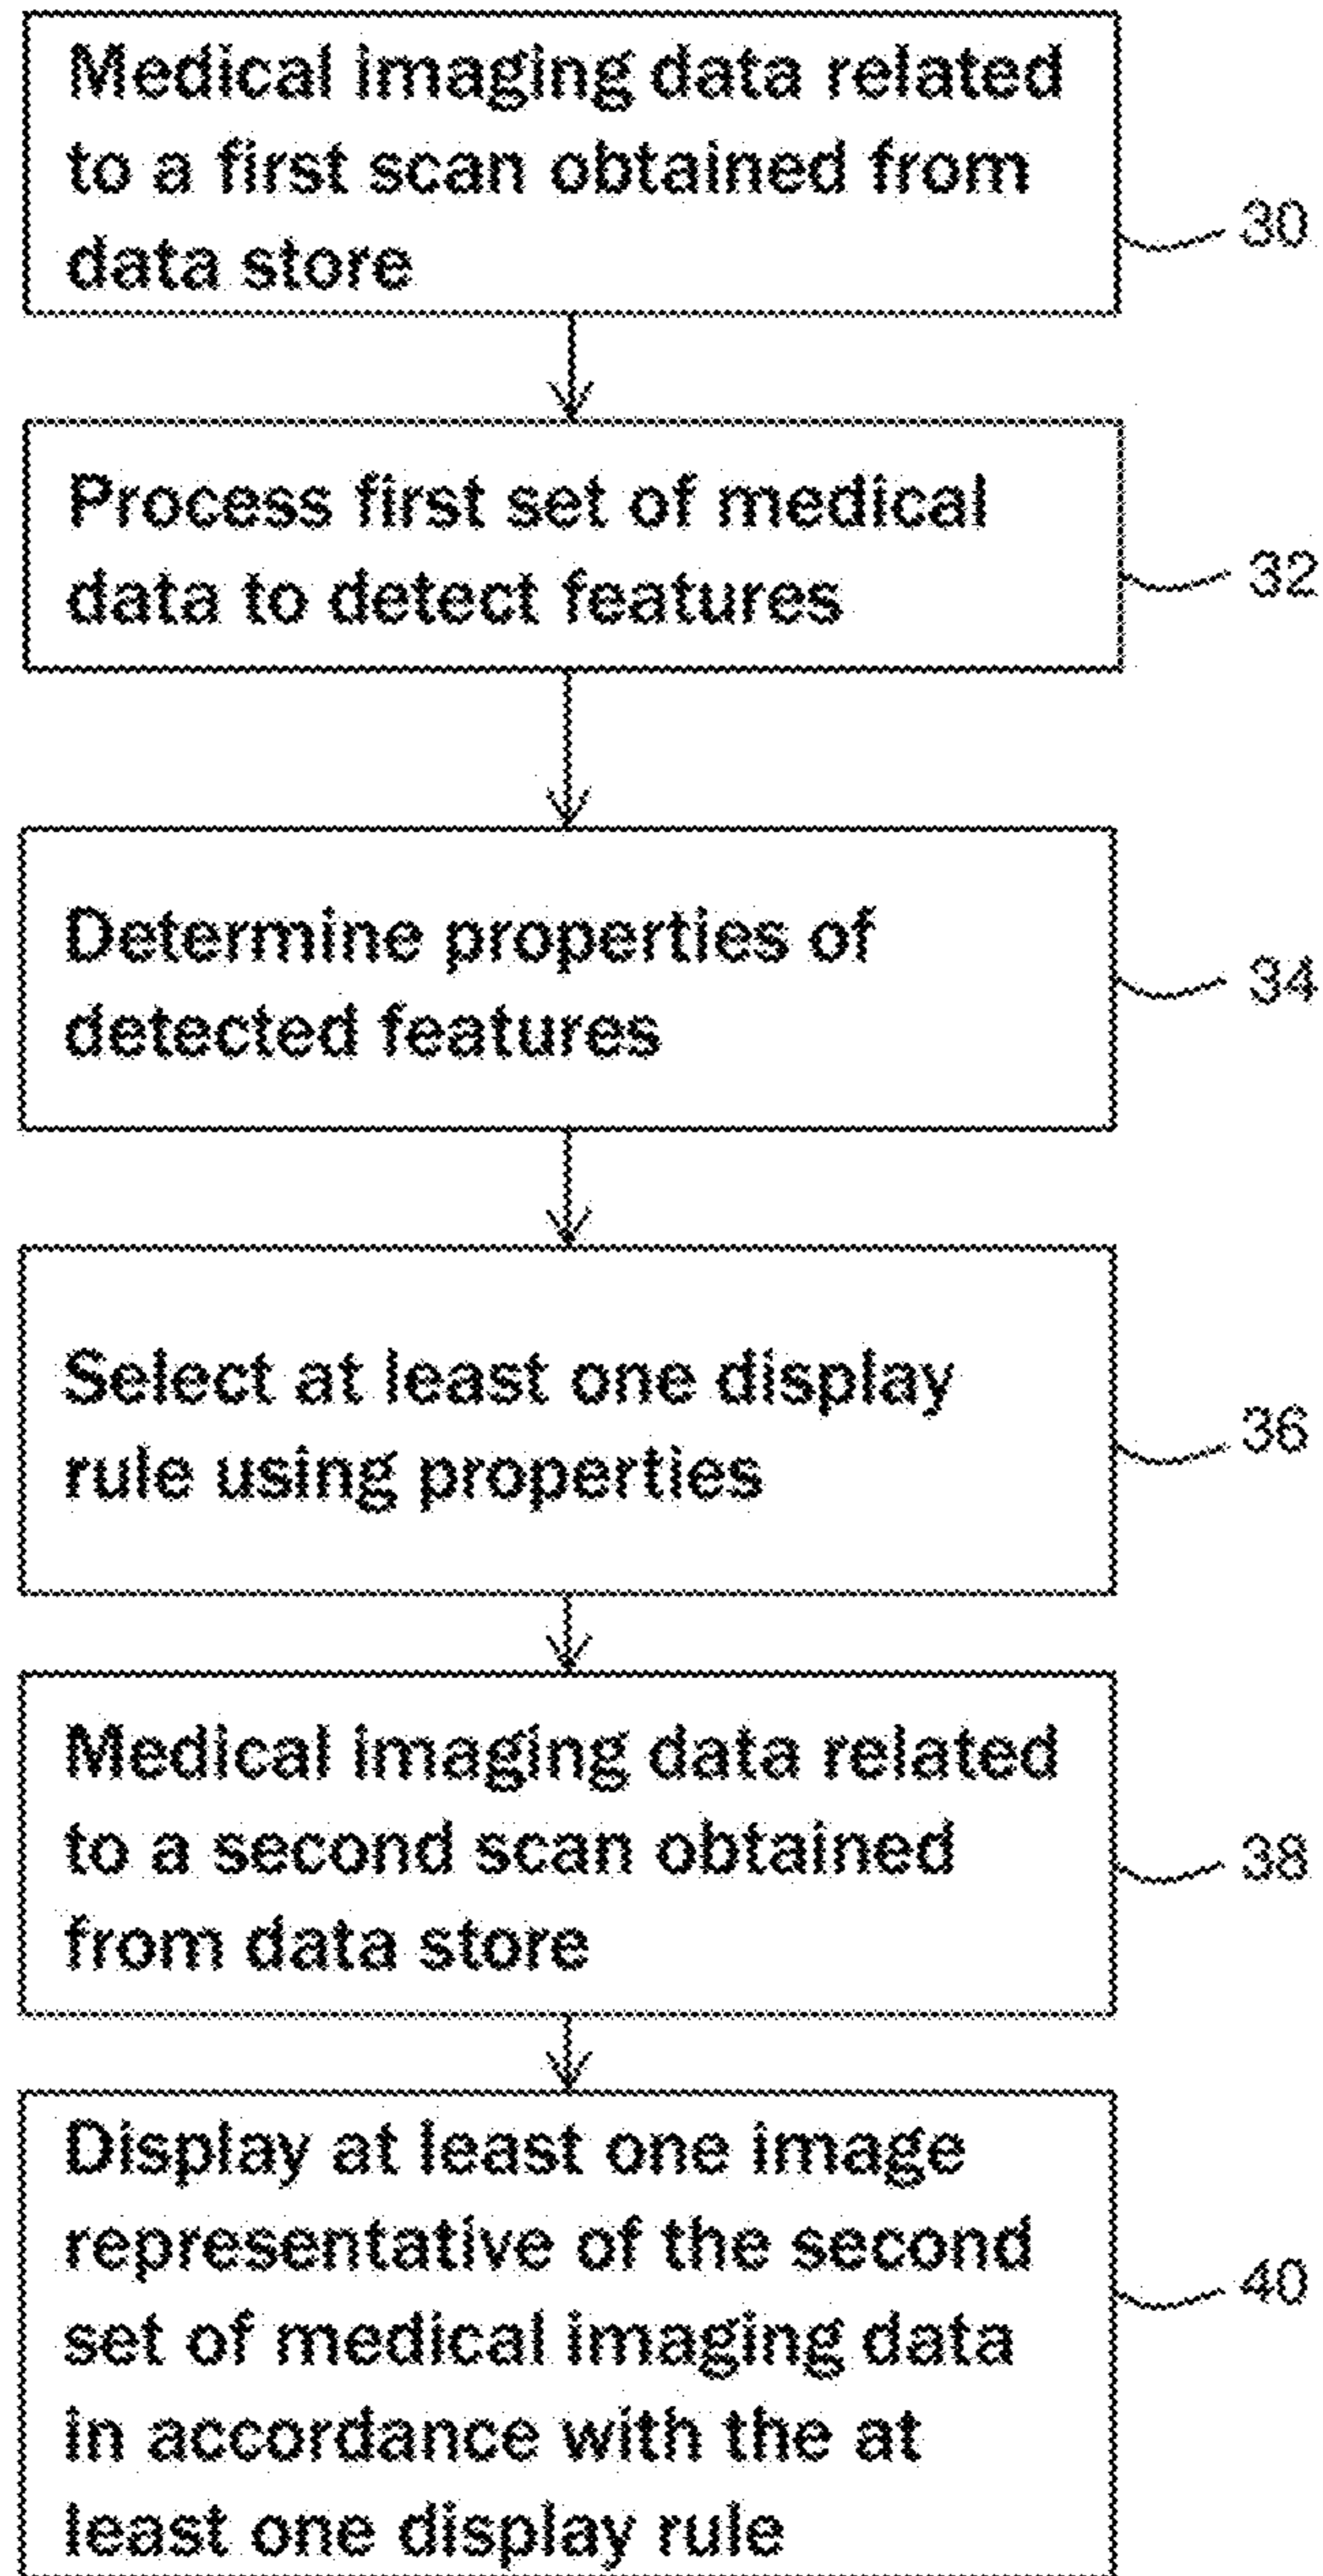 Medical imaging data related
to a first scan obtained from
data store
30
Process first set of medical
data to detect features
32
Determine properties of
detected features
34
Select at least one display
rule using properties
36
Medical imaging data related
to a second scan obtained
from data store
38
Display at least one image
representative of the second
set of medical imaging data
in accordance with the at
least one display rule
40